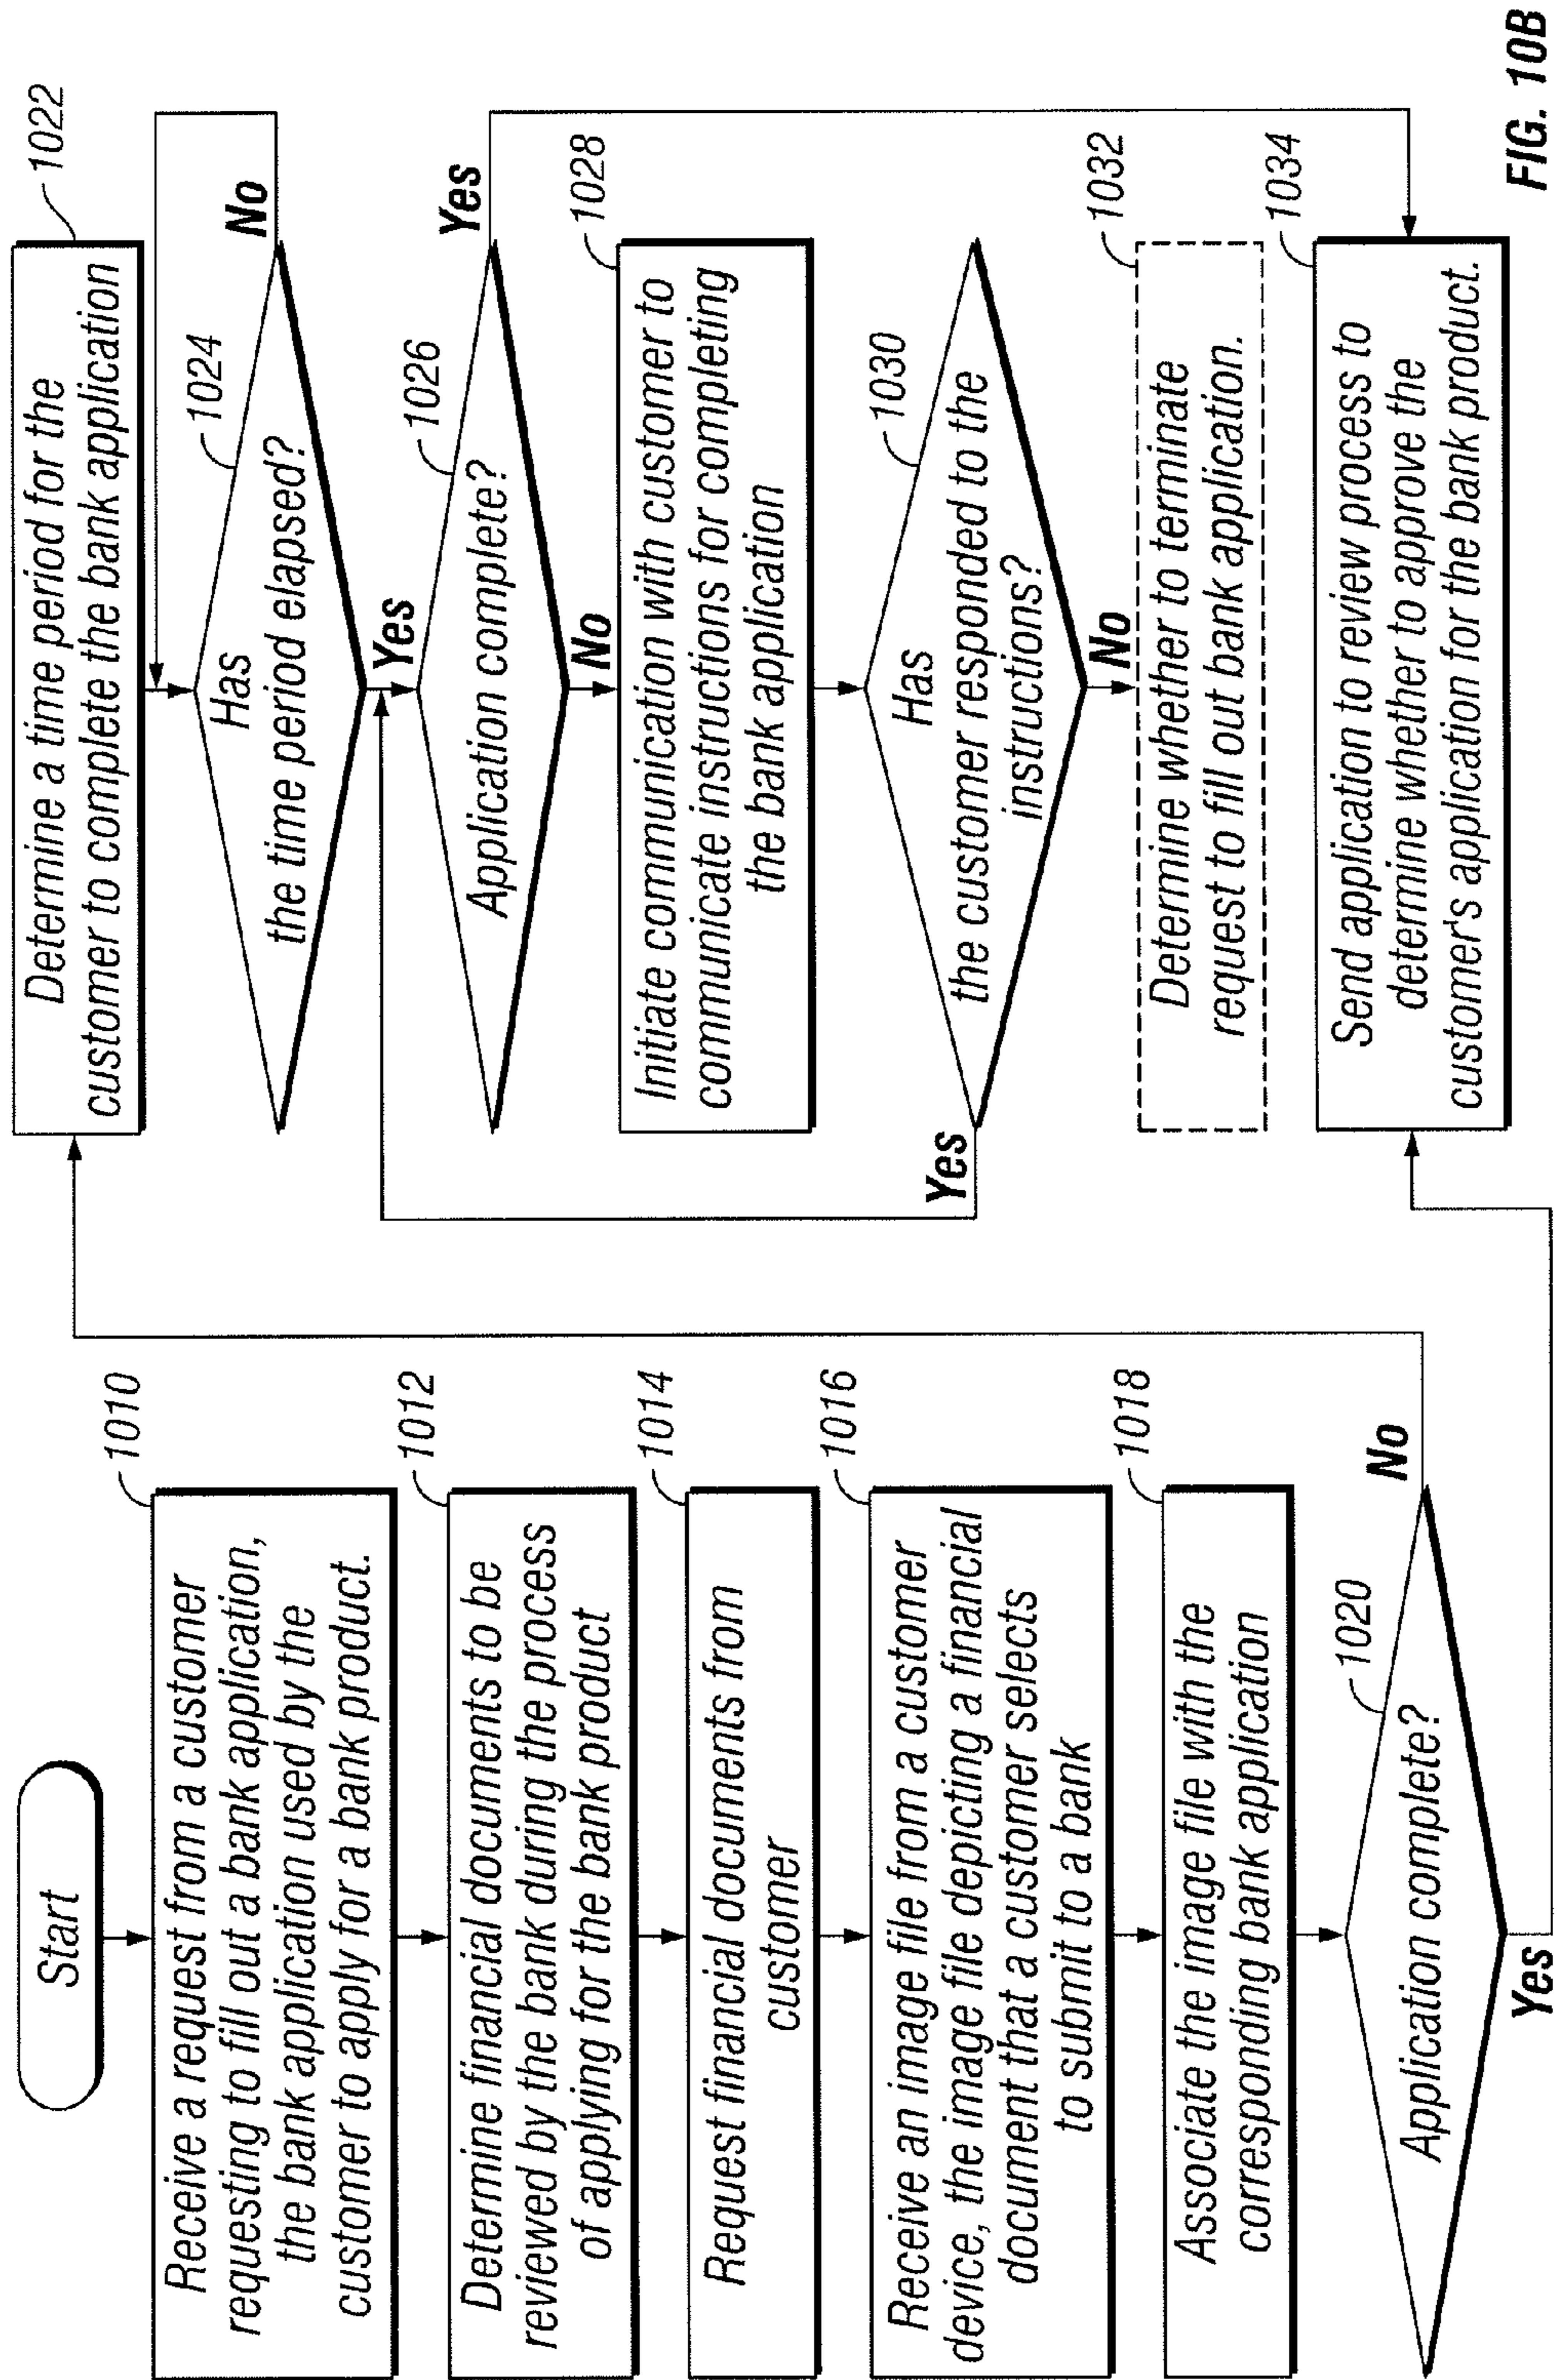 Start
1010
Receive a request from a customer
requesting to fill out a bank application,
the bank application used by the
customer to apply for a bank product.
1012
Determine financial documents to be
reviewed by the bank during the process
of applying for the bank product
1014
Request financial documents from
customer
1016
Receive an image file from a customer
device, the image file depicting a financial
document that a customer selects
to submit to a bank
1018
Associate the image file with the
corresponding bank application
1020
Application complete?
No
Yes
1022
Determine a time period for the
customer to complete the bank application
1024
Has
the time period elapsed?
No
Yes
1026
Application complete?
Yes
No
1028
Initiate communication with customer to
communicate instructions for completing
the bank application
1030
Has
the customer responded to the
instructions?
Yes
No
1032
Determine whether to terminate
request to fill out bank application.
1034
Send application to review process to
determine whether to approve the
customer's application for the bank product.
FIG. 10B